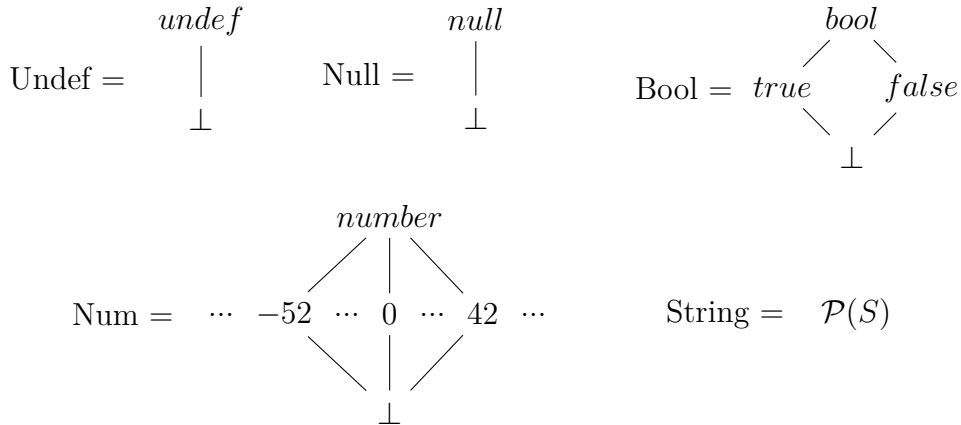 undef null bool
Undef = Null = Bool = true false
⊥ ⊥ ⊥
number
Num = ··· −52 ··· 0 ··· 42 ··· String = 𝒫(S)
⊥